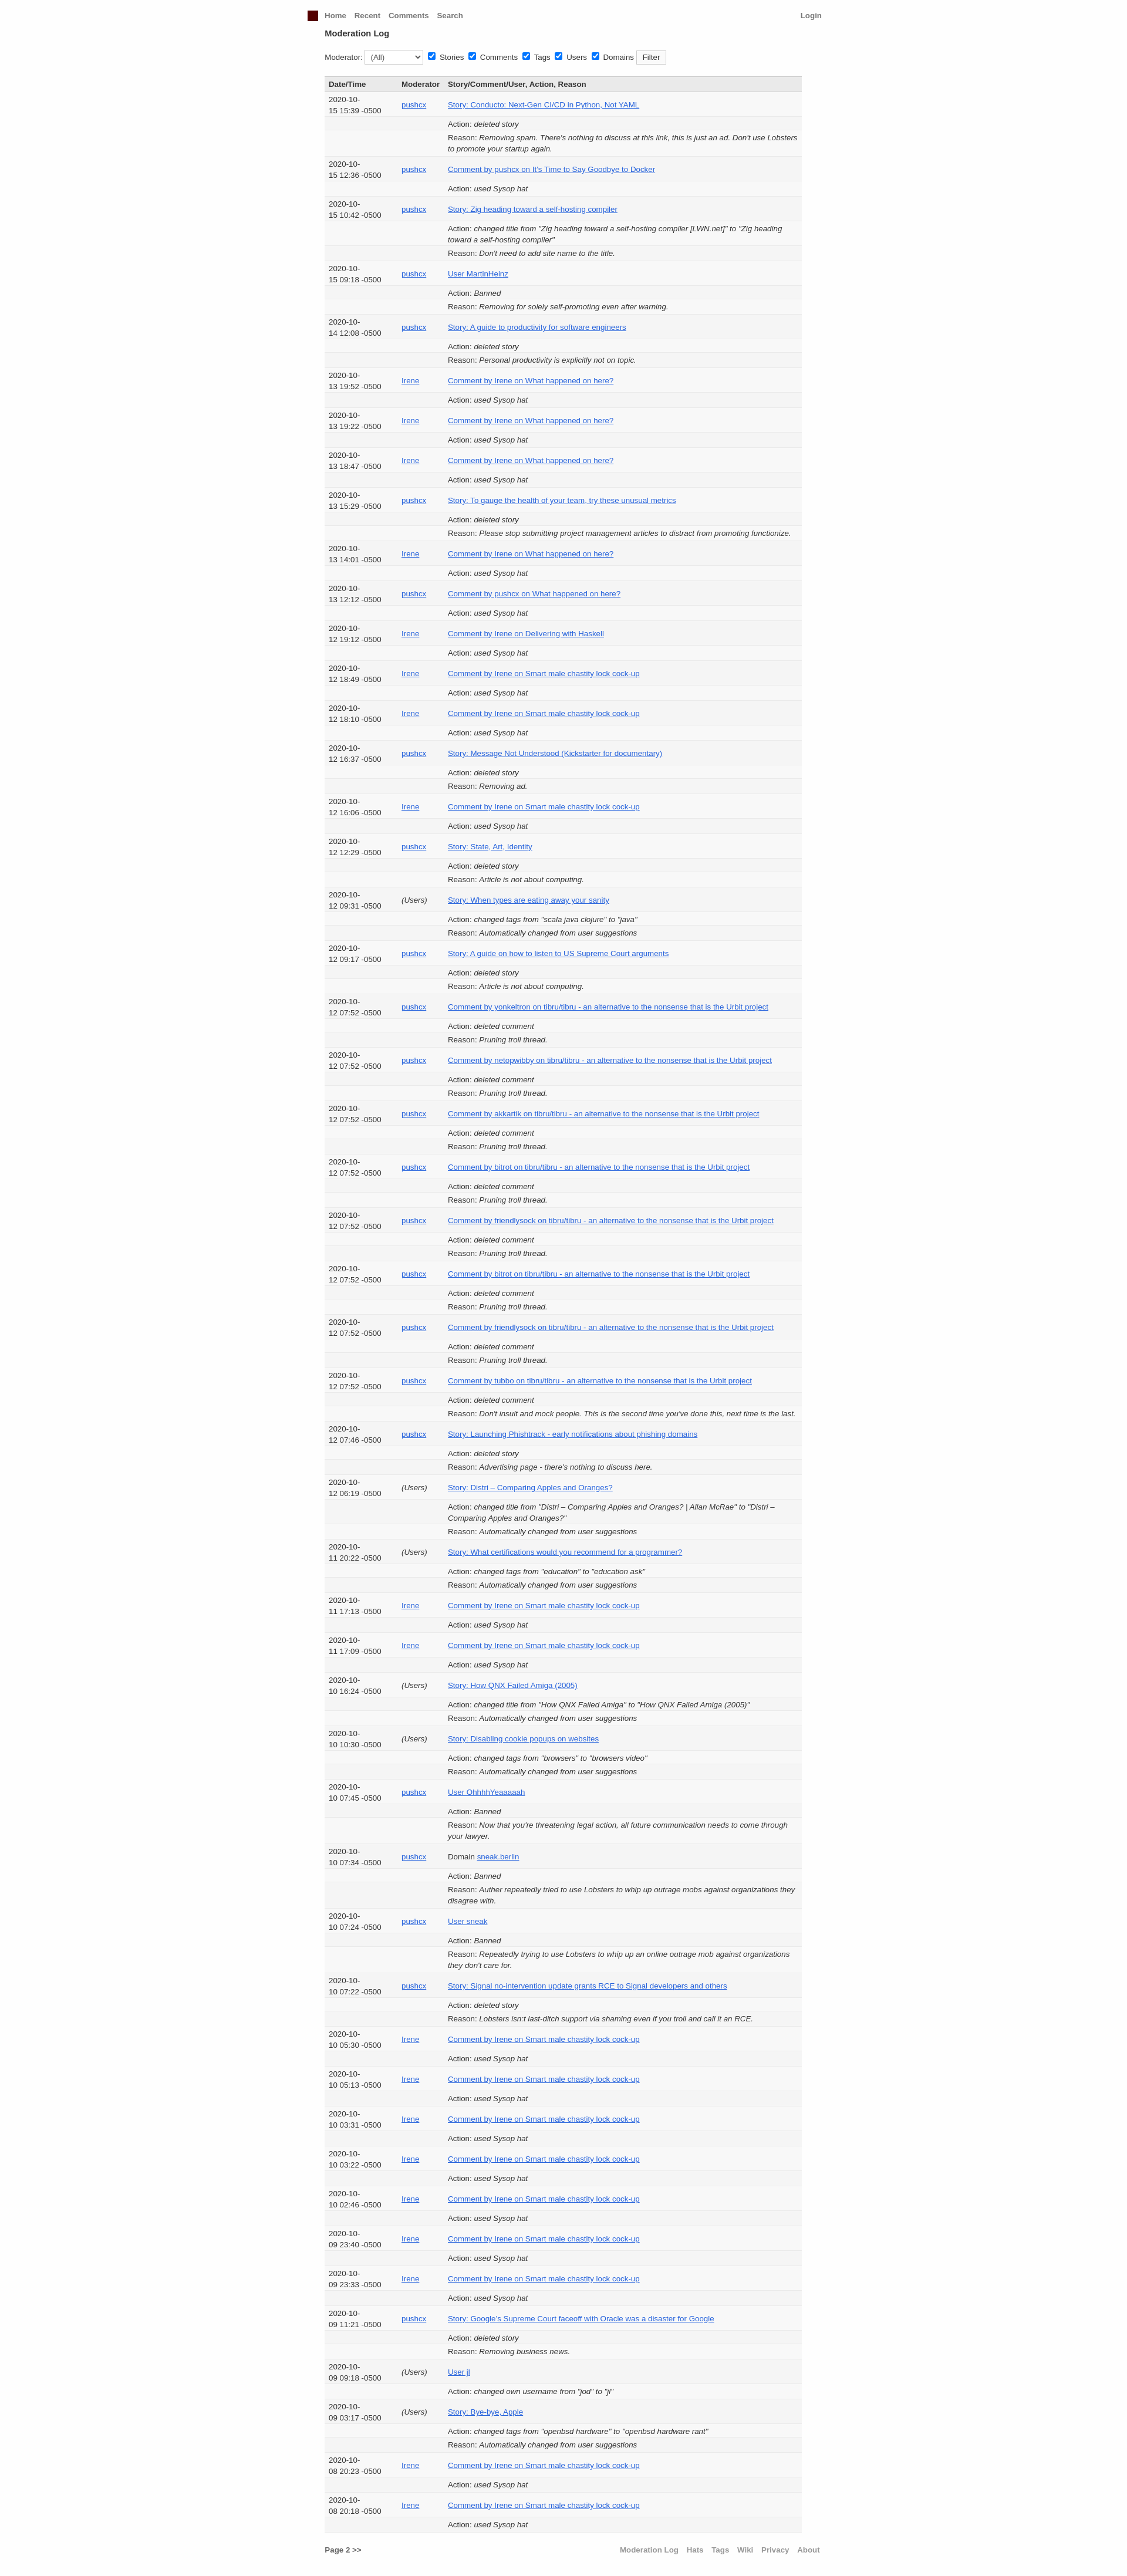 Home Recent Comments Search Login
Moderation Log
Moderator: (All) Stories Comments Tags Users Domains Filter
Date/Time Moderator Story/Comment/User, Action, Reason
2020-10-
15 15:39 -0500 pushcx Story: Conducto: Next-Gen CI/CD in Python, Not YAML
Action: deleted story
Reason: Removing spam. There's nothing to discuss at this link, this is just an ad. Don't use Lobsters
to promote your startup again.
2020-10-
15 12:36 -0500 pushcx Comment by pushcx on It's Time to Say Goodbye to Docker
Action: used Sysop hat
2020-10-
15 10:42 -0500 pushcx Story: Zig heading toward a self-hosting compiler
Action: changed title from "Zig heading toward a self-hosting compiler [LWN.net]" to "Zig heading
toward a self-hosting compiler"
Reason: Don't need to add site name to the title.
2020-10-
15 09:18 -0500 pushcx User MartinHeinz
Action: Banned
Reason: Removing for solely self-promoting even after warning.
2020-10-
14 12:08 -0500 pushcx Story: A guide to productivity for software engineers
Action: deleted story
Reason: Personal productivity is explicitly not on topic.
2020-10-
13 19:52 -0500 Irene Comment by Irene on What happened on here?
Action: used Sysop hat
2020-10-
13 19:22 -0500 Irene Comment by Irene on What happened on here?
Action: used Sysop hat
2020-10-
13 18:47 -0500 Irene Comment by Irene on What happened on here?
Action: used Sysop hat
2020-10-
13 15:29 -0500 pushcx Story: To gauge the health of your team, try these unusual metrics
Action: deleted story
Reason: Please stop submitting project management articles to distract from promoting functionize.
2020-10-
13 14:01 -0500 Irene Comment by Irene on What happened on here?
Action: used Sysop hat
2020-10-
13 12:12 -0500 pushcx Comment by pushcx on What happened on here?
Action: used Sysop hat
2020-10-
12 19:12 -0500 Irene Comment by Irene on Delivering with Haskell
Action: used Sysop hat
2020-10-
12 18:49 -0500 Irene Comment by Irene on Smart male chastity lock cock-up
Action: used Sysop hat
2020-10-
12 18:10 -0500 Irene Comment by Irene on Smart male chastity lock cock-up
Action: used Sysop hat
2020-10-
12 16:37 -0500 pushcx Story: Message Not Understood (Kickstarter for documentary)
Action: deleted story
Reason: Removing ad.
2020-10-
12 16:06 -0500 Irene Comment by Irene on Smart male chastity lock cock-up
Action: used Sysop hat
2020-10-
12 12:29 -0500 pushcx Story: State, Art, Identity
Action: deleted story
Reason: Article is not about computing.
2020-10-
12 09:31 -0500 (Users) Story: When types are eating away your sanity
Action: changed tags from "scala java clojure" to "java"
Reason: Automatically changed from user suggestions
2020-10-
12 09:17 -0500 pushcx Story: A guide on how to listen to US Supreme Court arguments
Action: deleted story
Reason: Article is not about computing.
2020-10-
12 07:52 -0500 pushcx Comment by yonkeltron on tibru/tibru - an alternative to the nonsense that is the Urbit project
Action: deleted comment
Reason: Pruning troll thread.
2020-10-
12 07:52 -0500 pushcx Comment by netopwibby on tibru/tibru - an alternative to the nonsense that is the Urbit project
Action: deleted comment
Reason: Pruning troll thread.
2020-10-
12 07:52 -0500 pushcx Comment by akkartik on tibru/tibru - an alternative to the nonsense that is the Urbit project
Action: deleted comment
Reason: Pruning troll thread.
2020-10-
12 07:52 -0500 pushcx Comment by bitrot on tibru/tibru - an alternative to the nonsense that is the Urbit project
Action: deleted comment
Reason: Pruning troll thread.
2020-10-
12 07:52 -0500 pushcx Comment by friendlysock on tibru/tibru - an alternative to the nonsense that is the Urbit project
Action: deleted comment
Reason: Pruning troll thread.
2020-10-
12 07:52 -0500 pushcx Comment by bitrot on tibru/tibru - an alternative to the nonsense that is the Urbit project
Action: deleted comment
Reason: Pruning troll thread.
2020-10-
12 07:52 -0500 pushcx Comment by friendlysock on tibru/tibru - an alternative to the nonsense that is the Urbit project
Action: deleted comment
Reason: Pruning troll thread.
2020-10-
12 07:52 -0500 pushcx Comment by tubbo on tibru/tibru - an alternative to the nonsense that is the Urbit project
Action: deleted comment
Reason: Don't insult and mock people. This is the second time you've done this, next time is the last.
2020-10-
12 07:46 -0500 pushcx Story: Launching Phishtrack - early notifications about phishing domains
Action: deleted story
Reason: Advertising page - there's nothing to discuss here.
2020-10-
12 06:19 -0500 (Users) Story: Distri – Comparing Apples and Oranges?
Action: changed title from "Distri – Comparing Apples and Oranges? | Allan McRae" to "Distri –
Comparing Apples and Oranges?"
Reason: Automatically changed from user suggestions
2020-10-
11 20:22 -0500 (Users) Story: What certifications would you recommend for a programmer?
Action: changed tags from "education" to "education ask"
Reason: Automatically changed from user suggestions
2020-10-
11 17:13 -0500 Irene Comment by Irene on Smart male chastity lock cock-up
Action: used Sysop hat
2020-10-
11 17:09 -0500 Irene Comment by Irene on Smart male chastity lock cock-up
Action: used Sysop hat
2020-10-
10 16:24 -0500 (Users) Story: How QNX Failed Amiga (2005)
Action: changed title from "How QNX Failed Amiga" to "How QNX Failed Amiga (2005)"
Reason: Automatically changed from user suggestions
2020-10-
10 10:30 -0500 (Users) Story: Disabling cookie popups on websites
Action: changed tags from "browsers" to "browsers video"
Reason: Automatically changed from user suggestions
2020-10-
10 07:45 -0500 pushcx User OhhhhYeaaaaah
Action: Banned
Reason: Now that you're threatening legal action, all future communication needs to come through
your lawyer.
2020-10-
10 07:34 -0500 pushcx Domain sneak.berlin
Action: Banned
Reason: Auther repeatedly tried to use Lobsters to whip up outrage mobs against organizations they
disagree with.
2020-10-
10 07:24 -0500 pushcx User sneak
Action: Banned
Reason: Repeatedly trying to use Lobsters to whip up an online outrage mob against organizations
they don't care for.
2020-10-
10 07:22 -0500 pushcx Story: Signal no-intervention update grants RCE to Signal developers and others
Action: deleted story
Reason: Lobsters isn:t last-ditch support via shaming even if you troll and call it an RCE.
2020-10-
10 05:30 -0500 Irene Comment by Irene on Smart male chastity lock cock-up
Action: used Sysop hat
2020-10-
10 05:13 -0500 Irene Comment by Irene on Smart male chastity lock cock-up
Action: used Sysop hat
2020-10-
10 03:31 -0500 Irene Comment by Irene on Smart male chastity lock cock-up
Action: used Sysop hat
2020-10-
10 03:22 -0500 Irene Comment by Irene on Smart male chastity lock cock-up
Action: used Sysop hat
2020-10-
10 02:46 -0500 Irene Comment by Irene on Smart male chastity lock cock-up
Action: used Sysop hat
2020-10-
09 23:40 -0500 Irene Comment by Irene on Smart male chastity lock cock-up
Action: used Sysop hat
2020-10-
09 23:33 -0500 Irene Comment by Irene on Smart male chastity lock cock-up
Action: used Sysop hat
2020-10-
09 11:21 -0500 pushcx Story: Google's Supreme Court faceoff with Oracle was a disaster for Google
Action: deleted story
Reason: Removing business news.
2020-10-
09 09:18 -0500 (Users) User jl
Action: changed own username from "jod" to "jl"
2020-10-
09 03:17 -0500 (Users) Story: Bye-bye, Apple
Action: changed tags from "openbsd hardware" to "openbsd hardware rant"
Reason: Automatically changed from user suggestions
2020-10-
08 20:23 -0500 Irene Comment by Irene on Smart male chastity lock cock-up
Action: used Sysop hat
2020-10-
08 20:18 -0500 Irene Comment by Irene on Smart male chastity lock cock-up
Action: used Sysop hat
Page 2 >> Moderation Log Hats Tags Wiki Privacy About